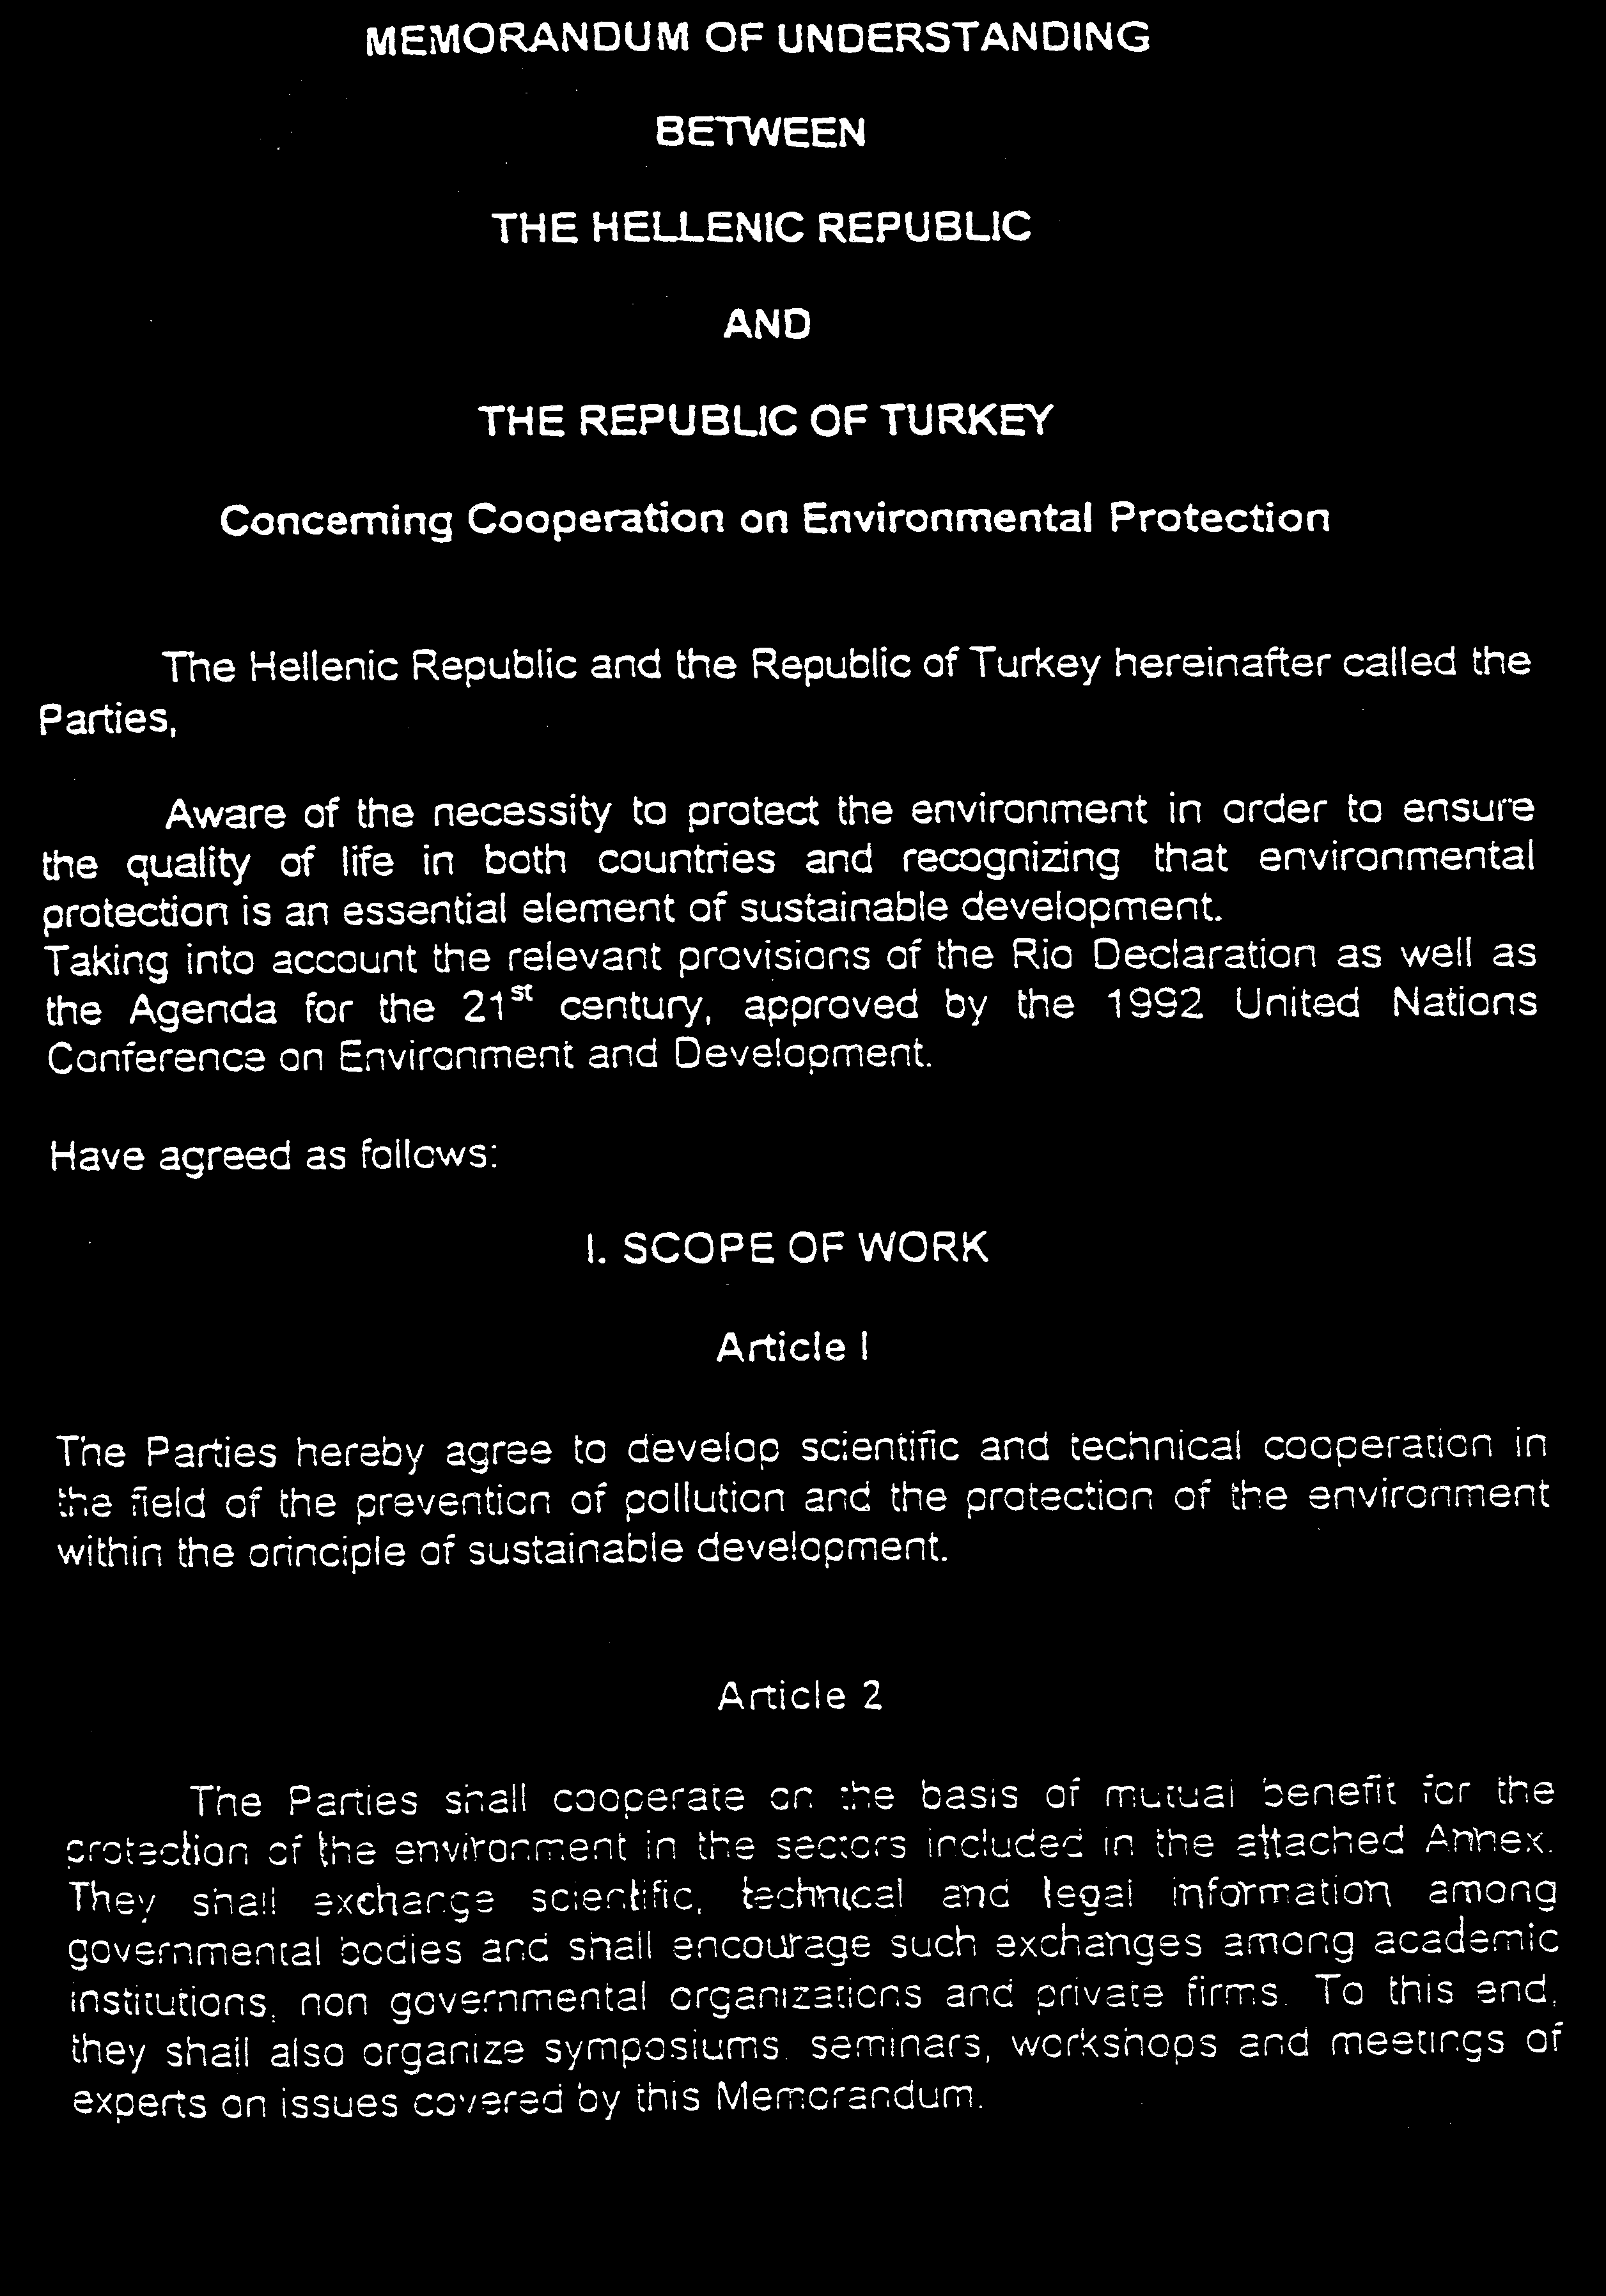 MEMORANDUM OF UNDERSTANDING
BETWEEN
THE HELLENIC REPUBLIC
AND
THE REPUBLIC OF TURKEY
Concerning Cooperation on Environmental Protection
The Hellenic Republic and the Republic of Turkey hereinafter called the
Parties,
Aware of the necessity to protect the environment in order to ensure
the quality of life in both countries and recognizing that environmental
protection is an essential element of sustainable development.
Taking into account the relevant provisions of the Rio Declaration as well as
the Agenda for the 21st century, approved by the 1992 United Nations
Conference on Environment and Development.
Have agreed as follows:
I. SCOPE OF WORK
Article I
The Parties hereby agree to develop scientific and technical cooperation in
the field of the prevention of pollution and the protection of the environment
within the principle of sustainable development.
Article 2
The Parties shall cooperate on the basis of mutual benefit for the
protection of the environment in the sectors included in the attached Annex.
They shall exchange scientific, technical and legal information among
governmental bodies and shall encourage such exchanges among academic
institutions, non governmental organizations and private firms. To this end,
they shall also organize symposiums, seminars, workshops and meetings of
experts on issues covered by this Memorandum.